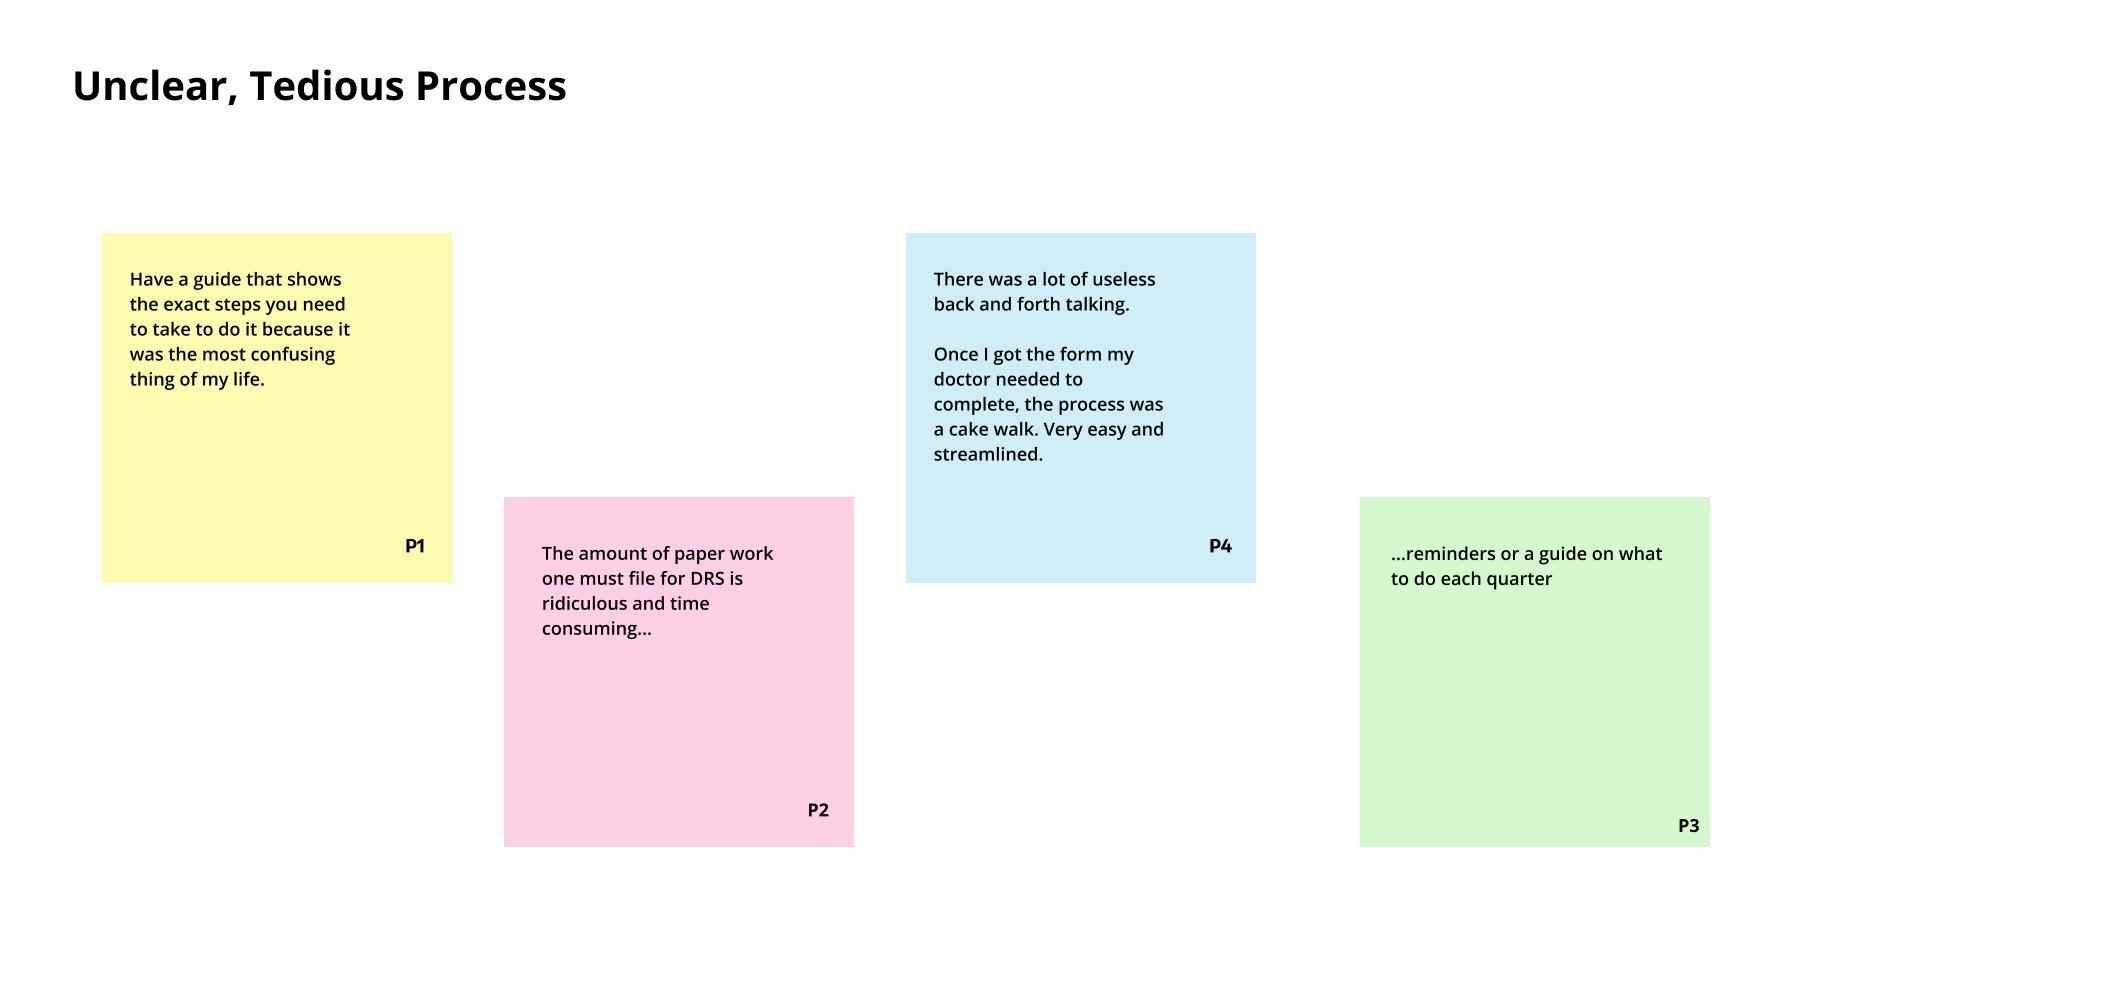 Unclear, Tedious Process
Have a guide that shows
the exact steps you need
to take to do it because it
was the most confusing
thing of my life.
P1
The amount of paper work
one must file for DRS is
ridiculous and time
consuming...
P2
There was a lot of useless
back and forth talking.
Once I got the form my
doctor needed to
complete, the process was
a cake walk. Very easy and
streamlined.
P4
...reminders or a guide on what
to do each quarter
P3